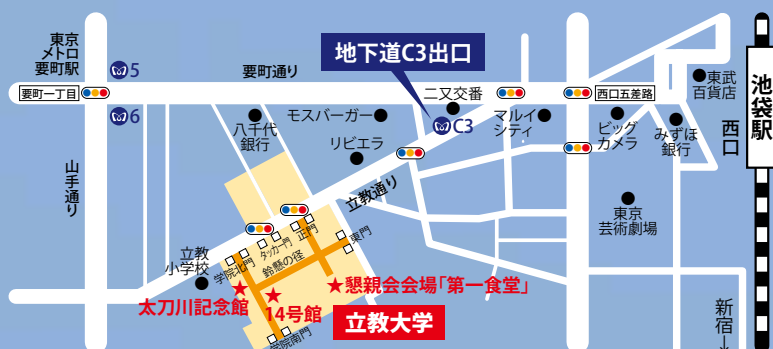 東京
メトロ
要町駅
5
要町一丁目
6
要町通り
地下道C3出口
二又交番
C3
モスバーガー
八千代
銀行
リビエラ
マルイ
シティ
西口五差路
東武
百貨店
ビッグ
カメラ
みずほ
銀行
西口
池袋駅
山手通り
立教通り
東京
芸術劇場
立教
小学校
学院北門
タッカー門
正門
東門
鈴懸の径
太刀川記念館
14号館
懇親会会場「第一食堂」
立教大学
学院南門
新宿↓